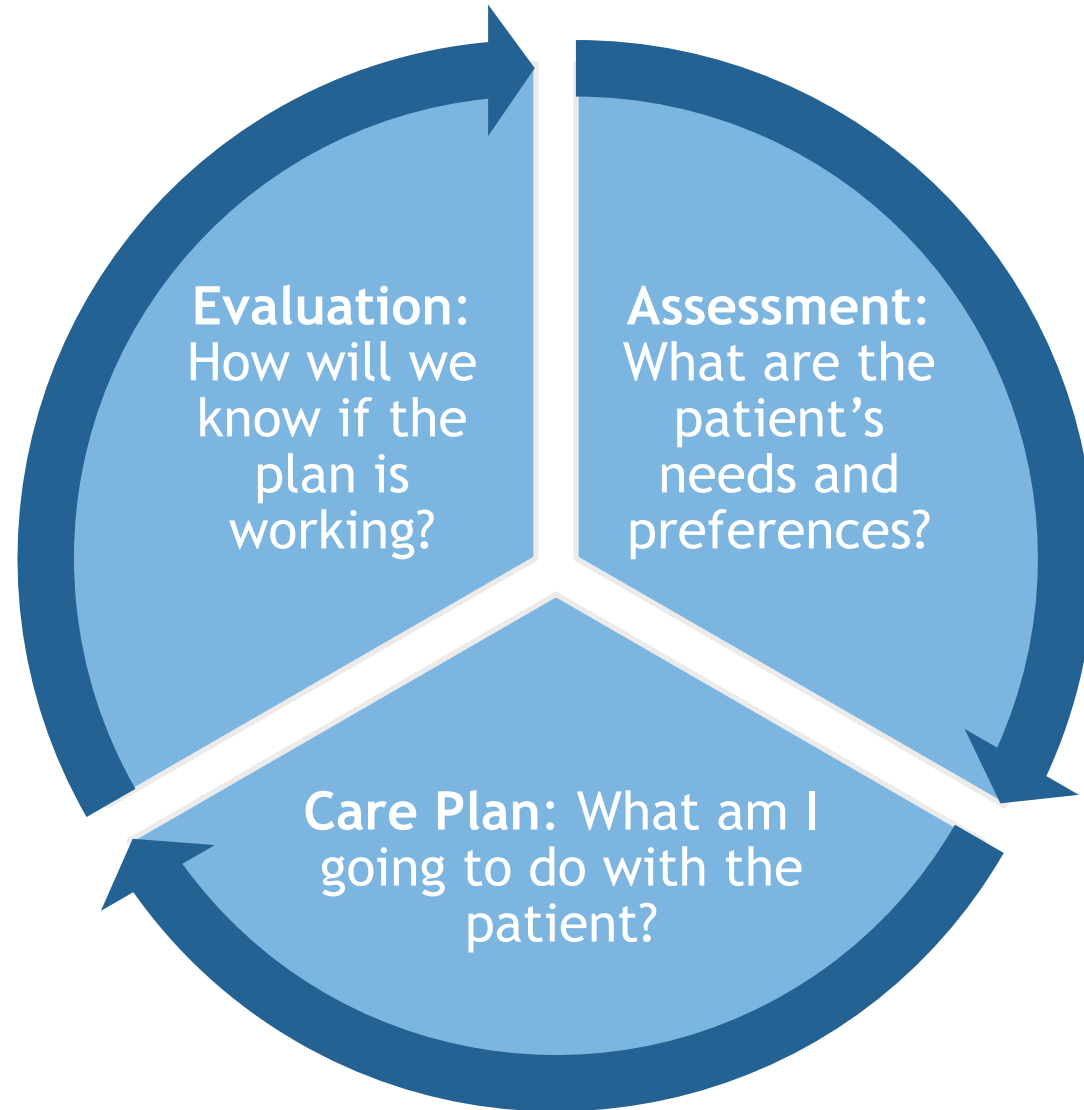 Evaluation:
How will we
know if the
plan is
working?
Assessment:
What are the
patient’s
needs and
preferences?
Care Plan: What am I
going to do with the
patient?